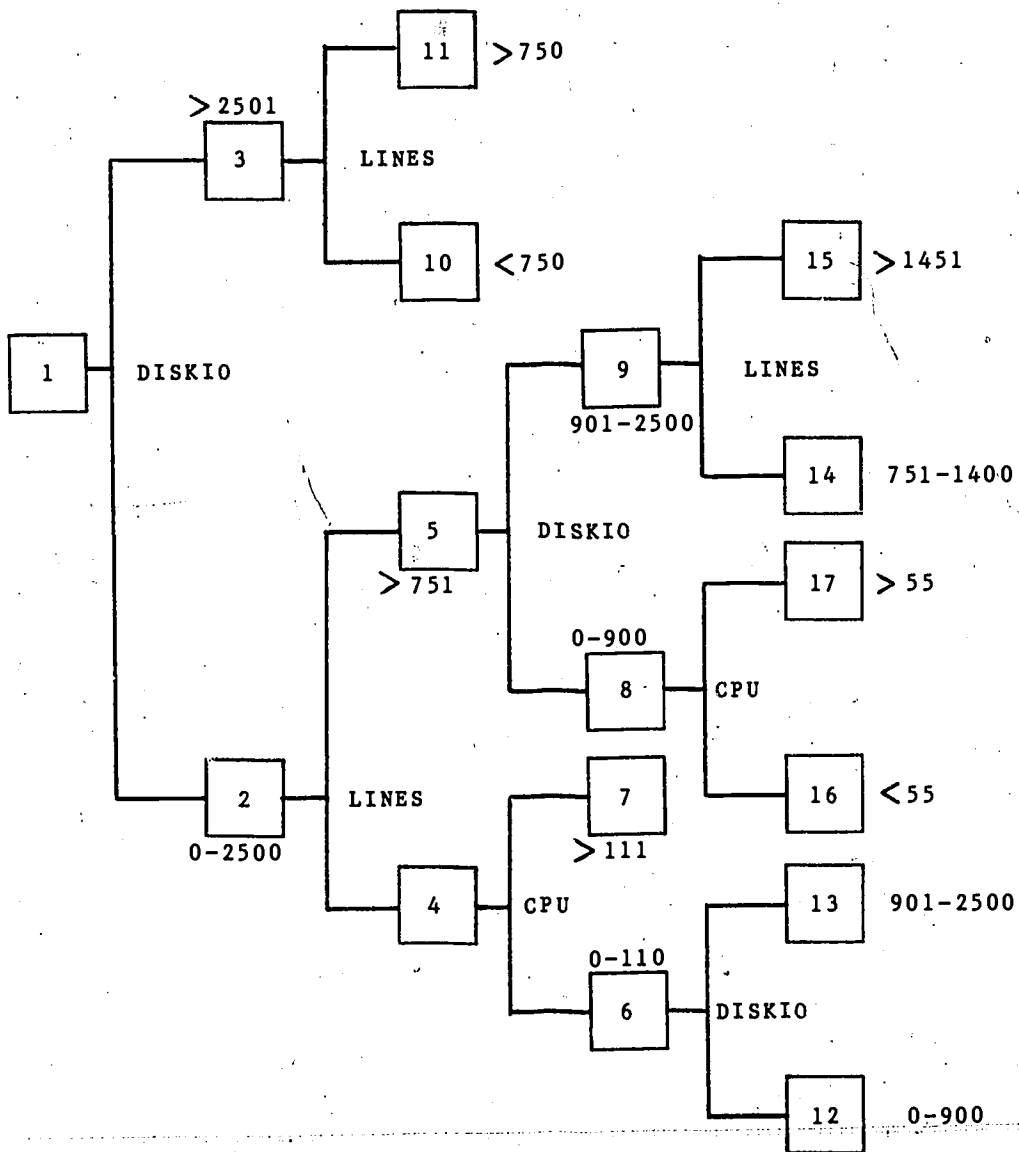 11 >750
>2501
3 LINES
10 <750
15 >1451
1 DISKIO
9 LINES
901-2500
14 751-1400
5 DISKIO
>751
17 >55
0-900
8 CPU
2 LINES
0-2500
7
>111
16 <55
4 CPU
13 901-2500
0-110
6 DISKIO
12 0-900